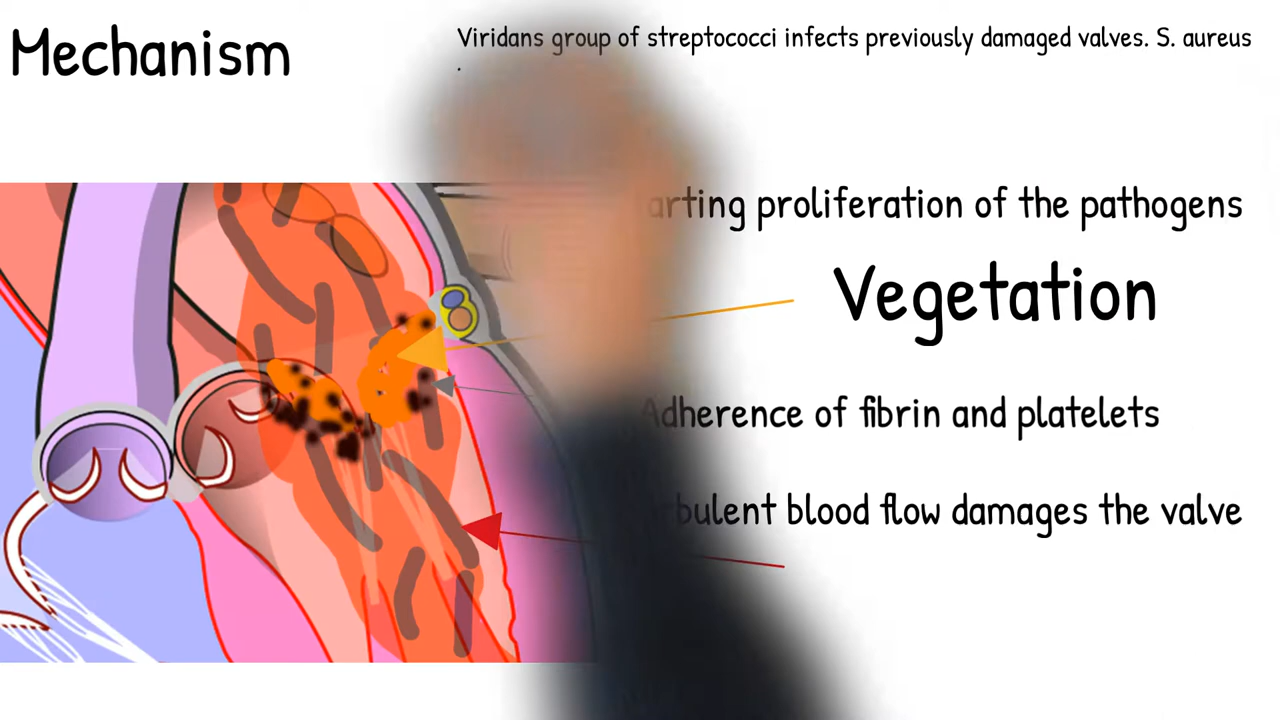 Mechanism
Viridans group of streptococci infects previously damaged valves. S. aureus
.
proliferation of the pathogens
Vegetation
Adherence of fibrin and platelets
blood flow damages the valve